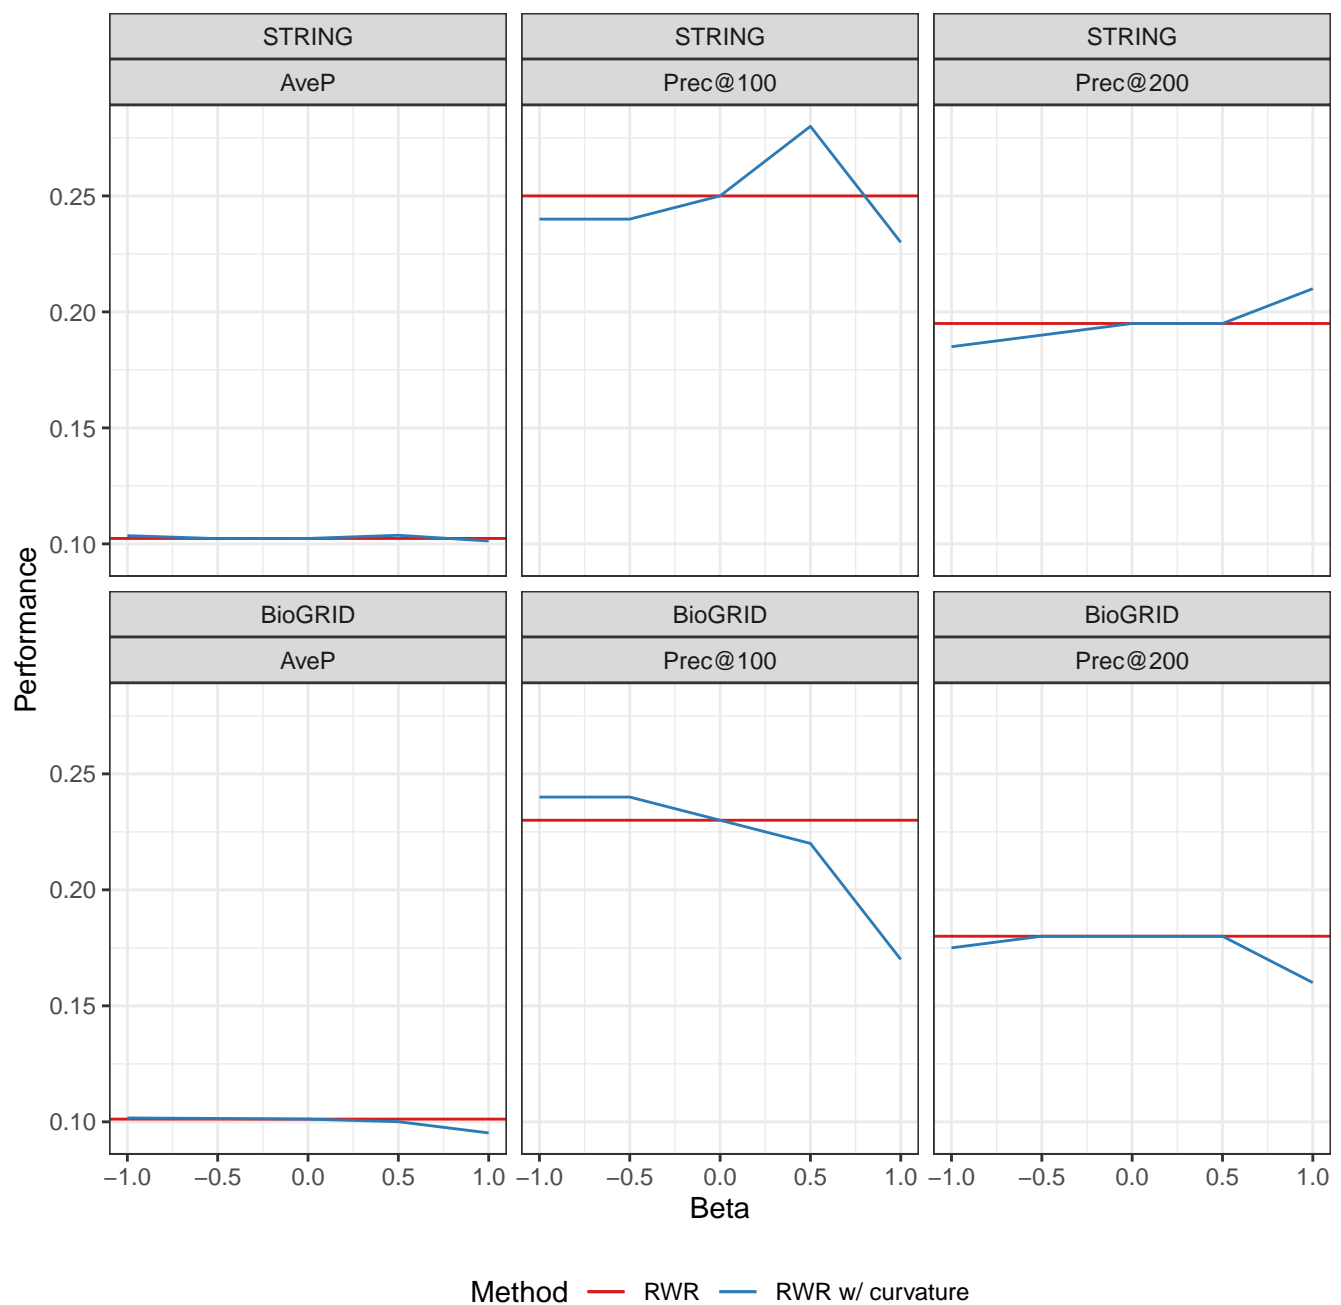 STRING STRING STRING
AveP Prec@100 Prec@200
0.25
0.20
0.15
0.10
Performance
BioGRID BioGRID BioGRID
AveP Prec@100 Prec@200
0.25
0.20
0.15
0.10
−1.0 −0.5 0.0 0.5 1.0 −1.0 −0.5 0.0 0.5 1.0 −1.0 −0.5 0.0 0.5 1.0
Beta
Method RWR RWR w/ curvature